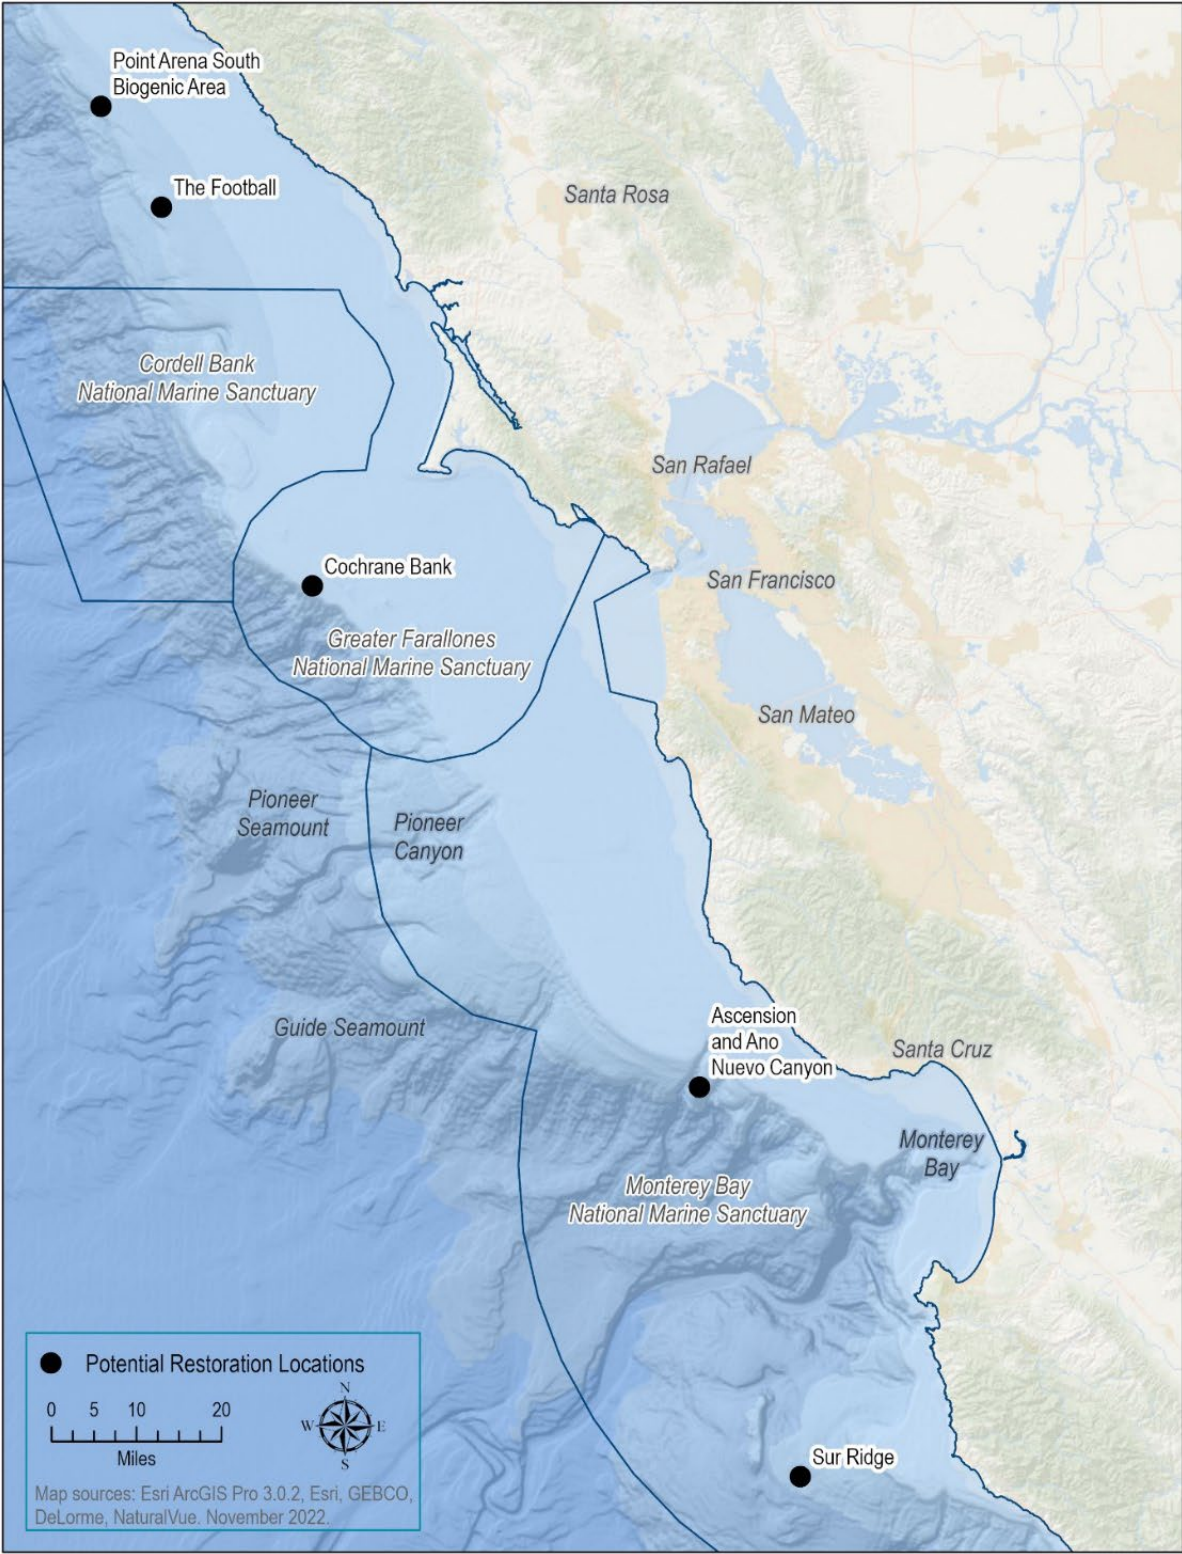 Point Arena South
Biogenic Area
The Football
Santa Rosa
Cordell Bank
National Marine Sanctuary
San Rafael
Cochrane Bank
San Francisco
Greater Farallones
National Marine Sanctuary
San Mateo
Pioneer
Seamount
Pioneer
Canyon
Ascension
and Ano
Nuevo Canyon
Guide Seamount
Santa Cruz
Monterey
Bay
Monterey Bay
National Marine Sanctuary
Potential Restoration Locations
0 5 10 20
Miles
N
W E
S
Map sources: Esri ArcGIS Pro 3.0.2, Esri, GEBCO,
DeLorme, NaturalVue. November 2022.
Sur Ridge